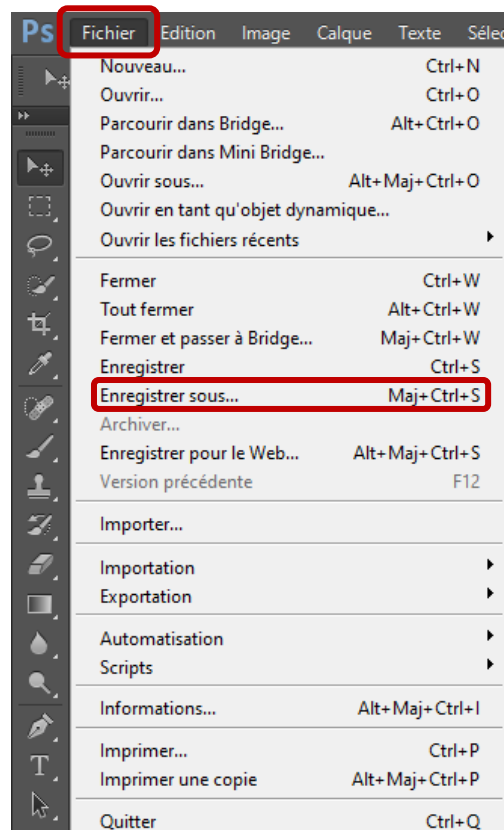 Ps Fichier Edition Image Calque Texte Sélec
Nouveau... Ctrl+N
Ouvrir... Ctrl+O
Parcourir dans Bridge... Alt+Ctrl+O
Parcourir dans Mini Bridge...
Ouvrir sous... Alt+Maj+Ctrl+O
Ouvrir en tant qu'objet dynamique...
Ouvrir les fichiers récents
Fermer Ctrl+W
Tout fermer Alt+Ctrl+W
Fermer et passer à Bridge... Maj+Ctrl+W
Enregistrer Ctrl+S
Enregistrer sous... Maj+Ctrl+S
Archiver...
Enregistrer pour le Web... Alt+Maj+Ctrl+S
Version précédente F12
Importer...
Importation
Exportation
Automatisation
Scripts
Informations... Alt+Maj+Ctrl+I
Imprimer... Ctrl+P
Imprimer une copie Alt+Maj+Ctrl+P
Quitter Ctrl+Q